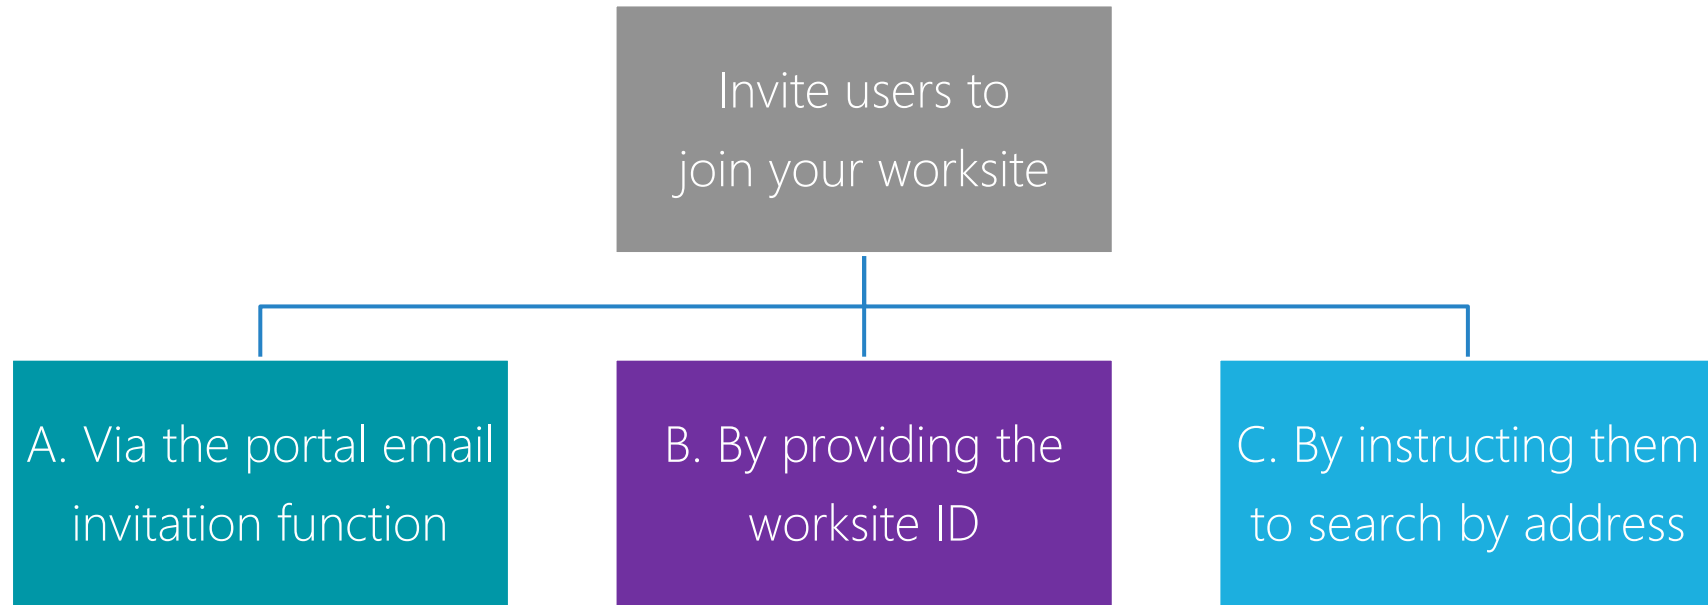 Invite users to
join your worksite
A. Via the portal email
invitation function
B. By providing the
worksite ID
C. By instructing them
to search by address